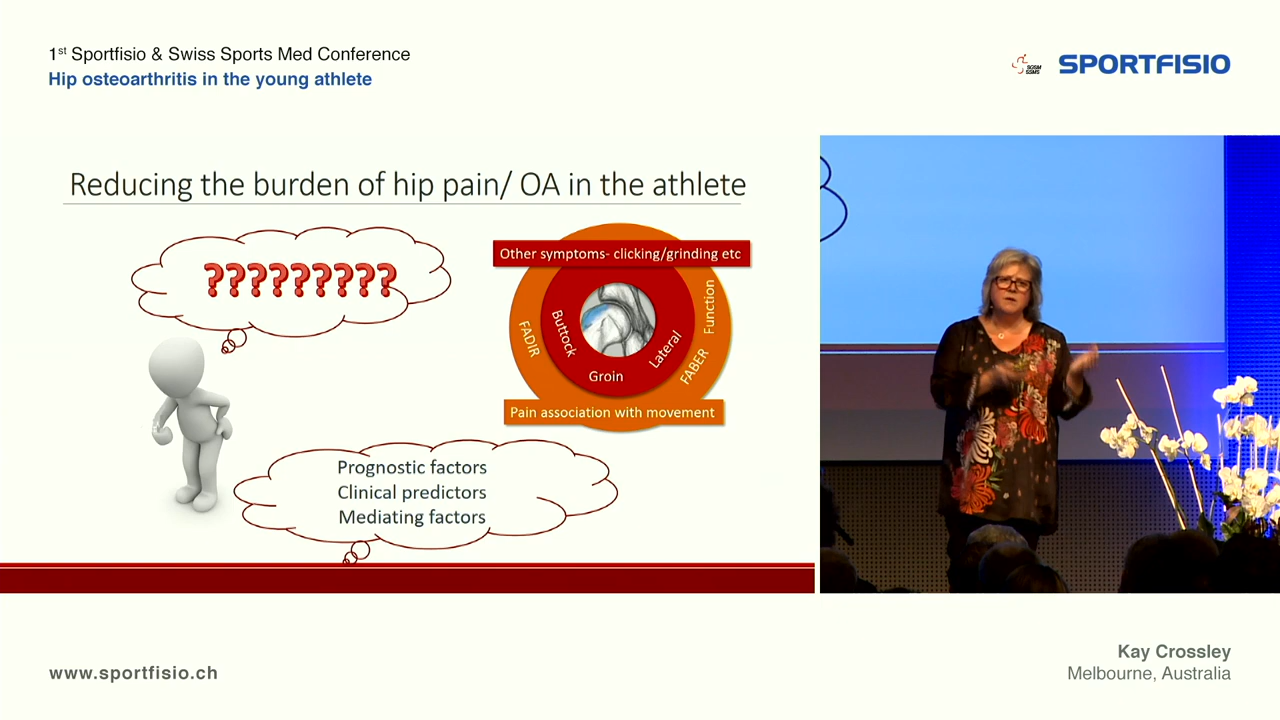 1st Sportfisio & Swiss Sports Med Conference
Hip osteoarthritis in the young athlete
SGSM
SSMS
SPORTFISIO
Reducing the burden of hip pain/ OA in the athlete
?????????
Other symptoms- clicking/grinding etc
FADIR
Buttock
Groin
Lateral
Function
FABER
Pain association with movement
Prognostic factors
Clinical predictors
Mediating factors
www.sportfisio.ch
Kay Crossley
Melbourne, Australia